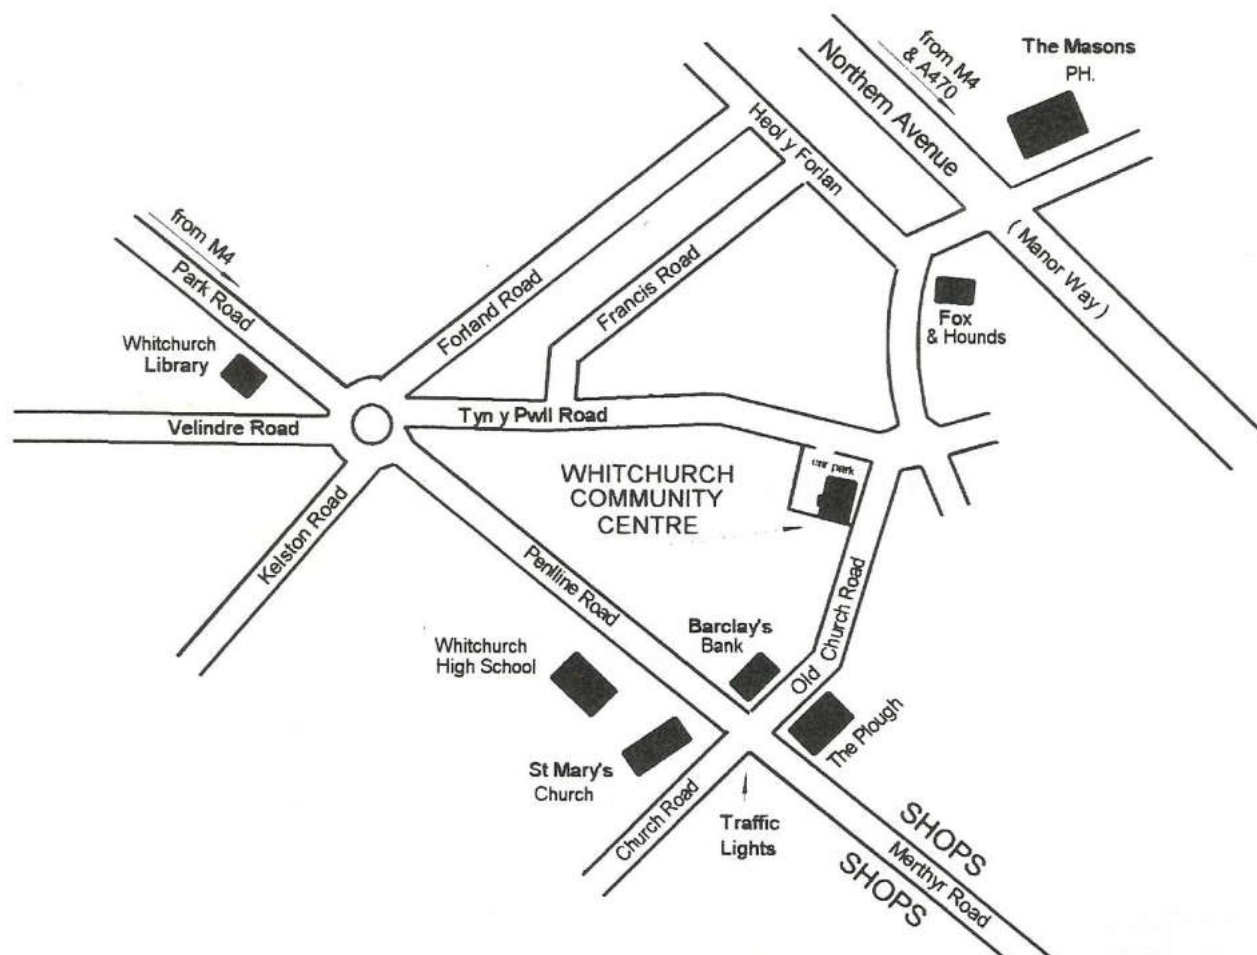 from M4
& A470
The Masons
PH.
Northern Avenue
Heol y Forlan
( Manor Way )
from M4
Park Road
Forland Road
Francis Road
Fox
& Hounds
Whitchurch
Library
Velindre Road
Tyn y Pwll Road
car park
WHITCHURCH
COMMUNITY
CENTRE
Kelston Road
Penlline Road
Old Church Road
Barclay's
Bank
Whitchurch
High School
The Plough
St Mary's
Church
Church Road
Traffic
Lights
SHOPS
Merthyr Road
SHOPS